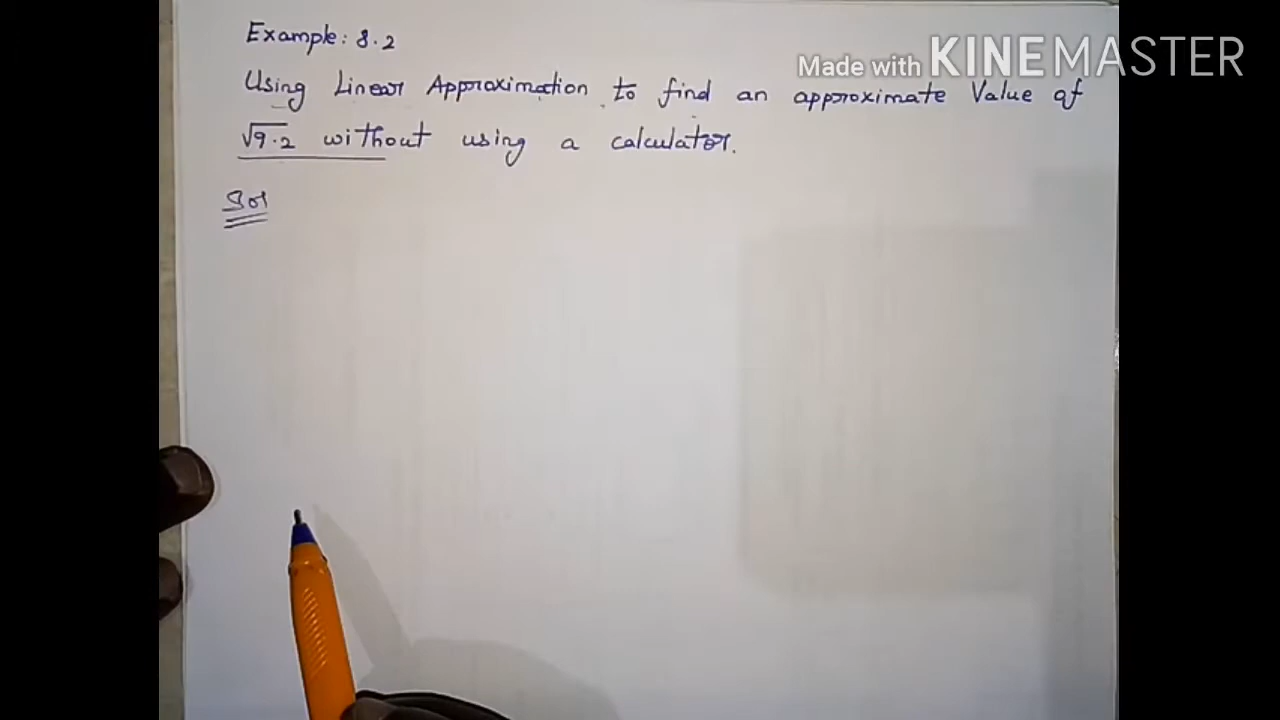 Example: 8.2
Made with KINEMASTER
Using Linear Approximation to find an approximate Value of
√9.2 without using a calculator.
Sol